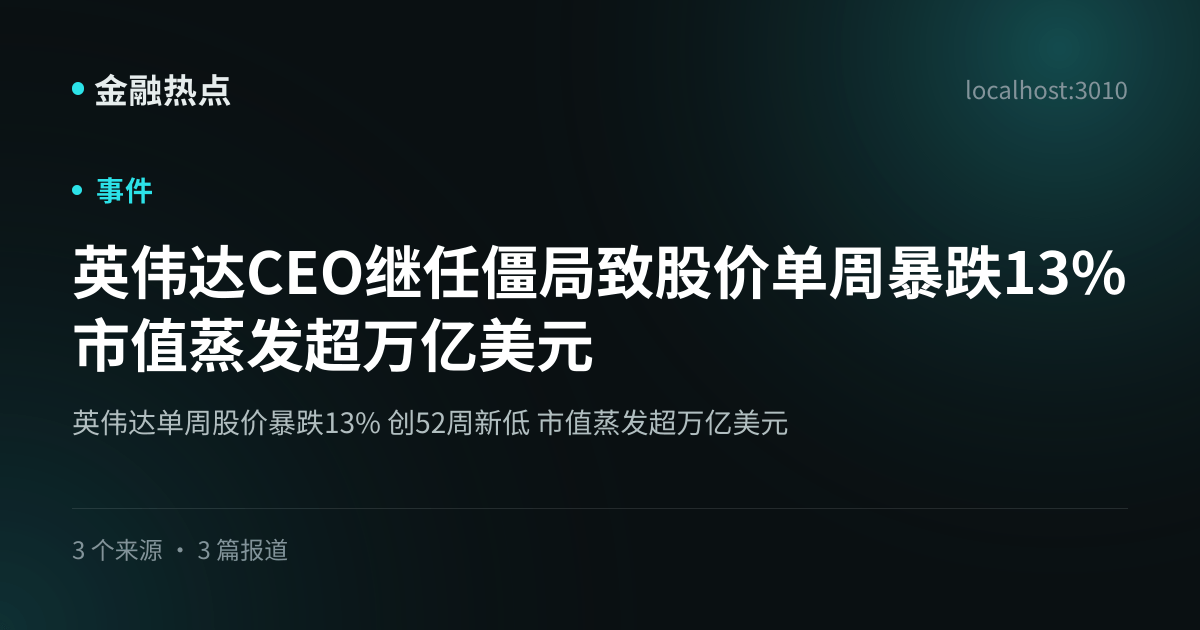 金融热点
localhost:3010
事件
英伟达CEO继任僵局致股价单周暴跌13%
市值蒸发超万亿美元
英伟达单周股价暴跌13% 创52周新低 市值蒸发超万亿美元
3 个来源 · 3 篇报道